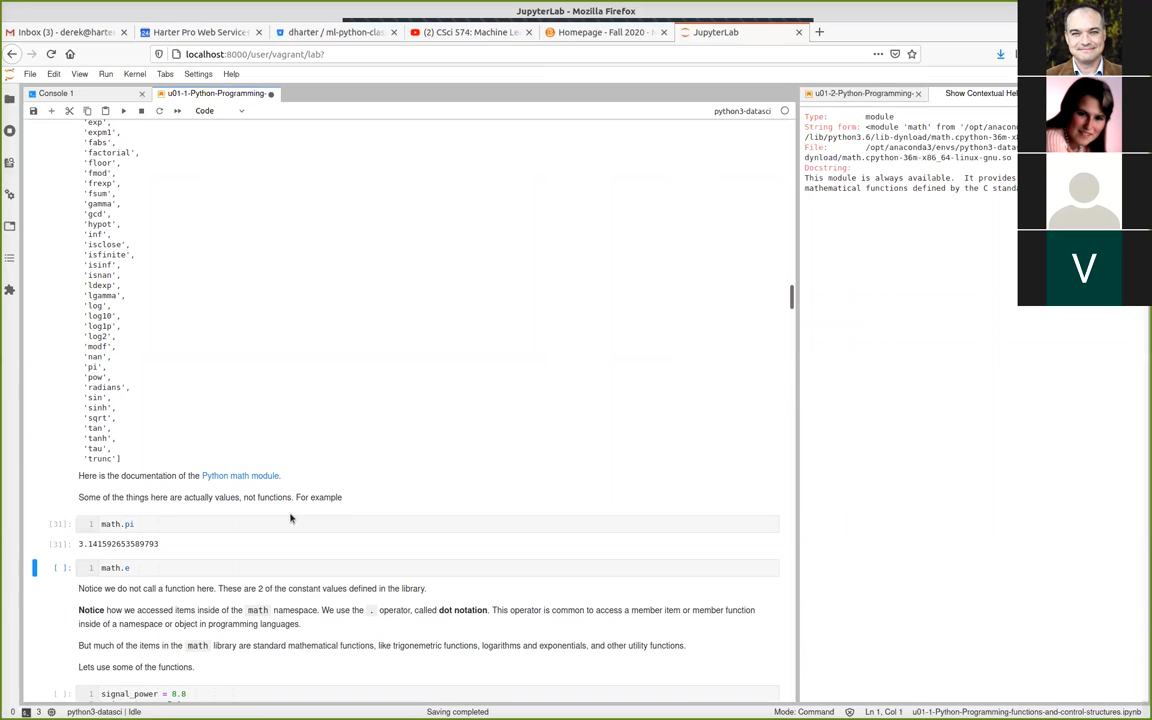 JupyterLab - Mozilla Firefox
Inbox (3) - derek@harte
Harter Pro Web Service
dharter / ml-python-clas
(2) CSci 574: Machine Le
Homepage - Fall 2020 -
JupyterLab
localhost:8000/user/vagrant/lab?
File Edit View Run Kernel Tabs Settings Help
Console 1
u01-1-Python-Programming-
u01-2-Python-Programming-
Show Contextual Hel
Code
python3-datasci
'exp',
'expm1',
'fabs',
'factorial',
'floor',
'fmod',
'frexp',
'fsum',
'gamma',
'gcd',
'hypot',
'inf',
'isclose',
'isfinite',
'isinf',
'isnan',
'ldexp',
'lgamma',
'log',
'log10',
'log1p',
'log2',
'modf',
'nan',
'pi',
'pow',
'radians',
'sin',
'sinh',
'sqrt',
'tan',
'tanh',
'tau',
'trunc']
Here is the documentation of the Python math module.
Some of the things here are actually values, not functions. For example
[31]: 1 math.pi
[31]: 3.141592653589793
[ ]: 1 math.e
Notice we do not call a function here. These are 2 of the constant values defined in the library.
Notice how we accessed items inside of the math namespace. We use the . operator, called dot notation. This operator is common to access a member item or member function
inside of a namespace or object in programming languages.
But much of the items in the math library are standard mathematical functions, like trigonemetric functions, logarithms and exponentials, and other utility functions.
Lets use some of the functions.
[ ]: 1 signal_power = 8.8
Type: module
String form: <module 'math' from '/opt/anacon
/lib/python3.6/lib-dynload/math.cpython-36m-x8
File: /opt/anaconda3/envs/python3-datas
dynload/math.cpython-36m-x86_64-linux-gnu.so
Docstring:
This module is always available. It provides
mathematical functions defined by the C stand
V
0 3 python3-datasci | Idle
Saving completed
Mode: Command
Ln 1, Col 1
u01-1-Python-Programming-functions-and-control-structures.ipynb